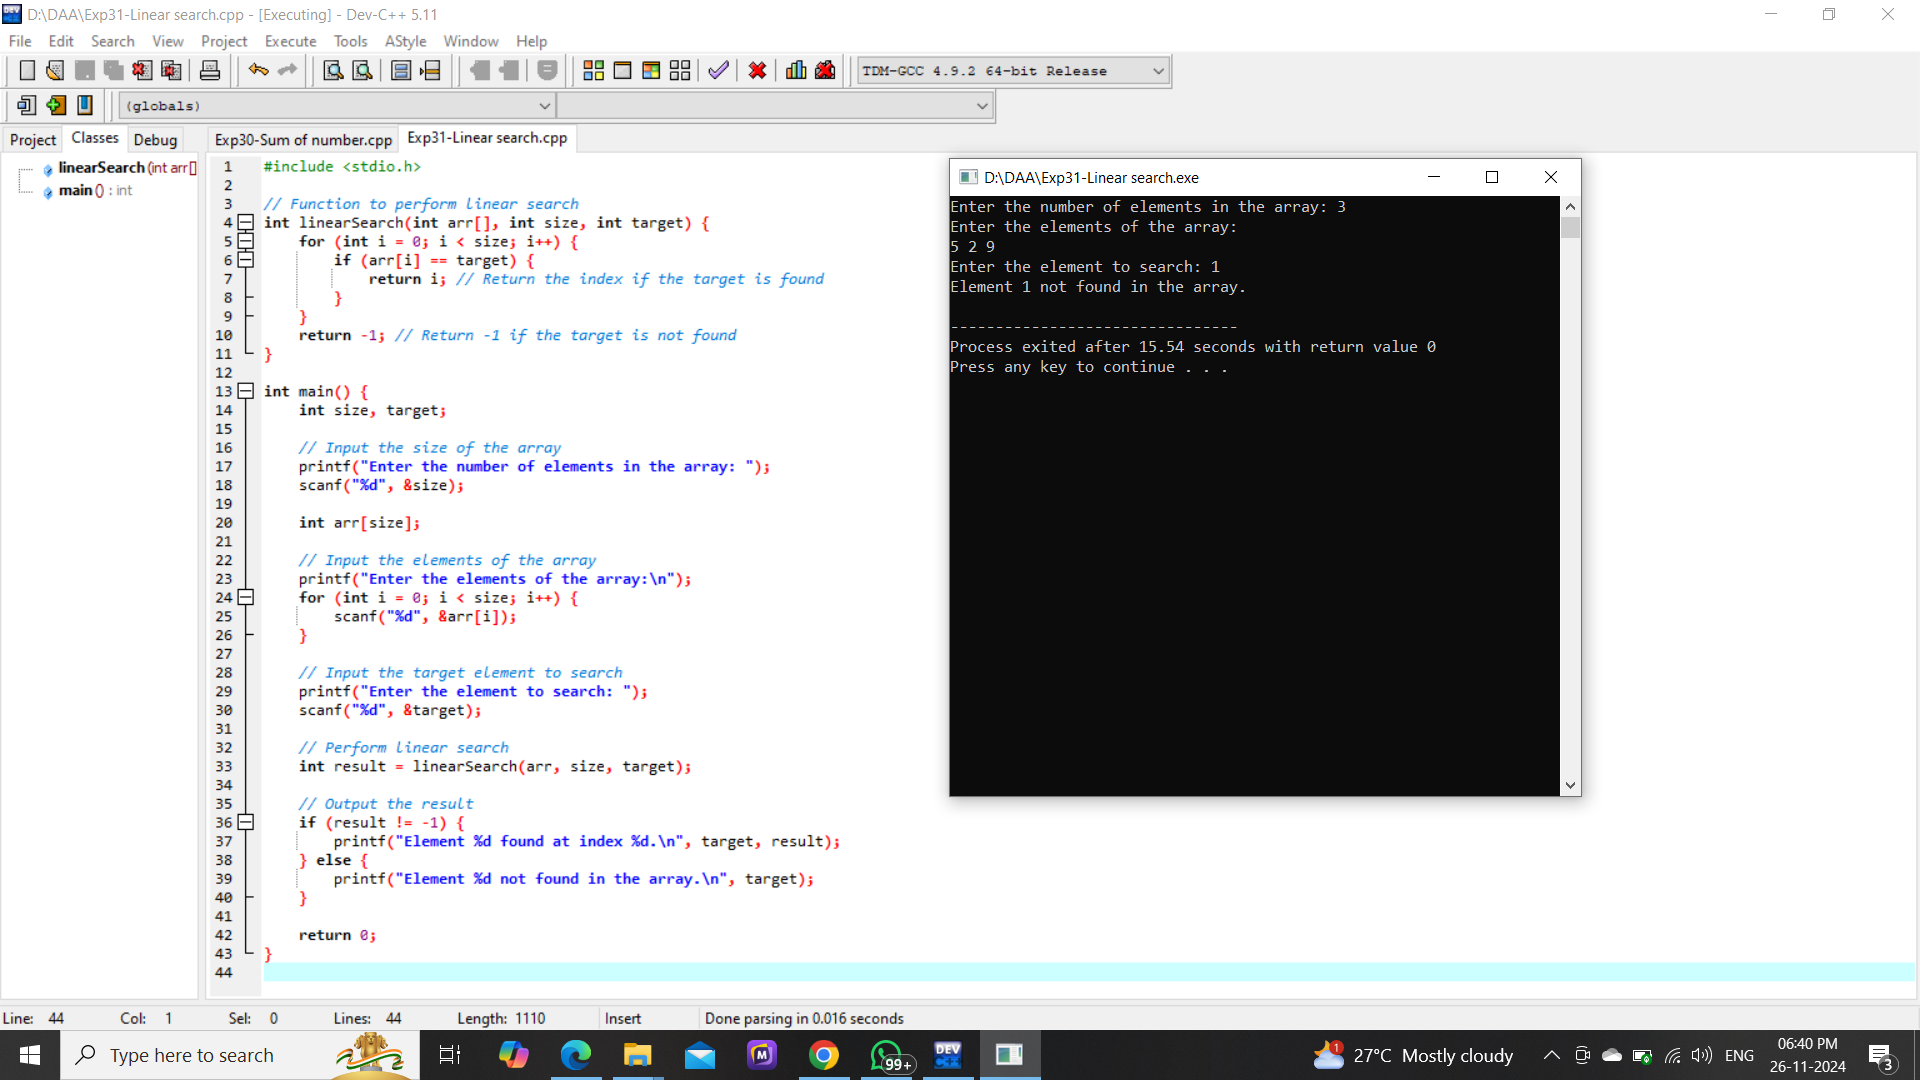 D:\DAA\Exp31-Linear search.cpp - [Executing] - Dev-C++ 5.11
File Edit Search View Project Execute Tools AStyle Window Help
TDM-GCC 4.9.2 64-bit Release
(globals)
Project Classes Debug
Exp30-Sum of number.cpp Exp31-Linear search.cpp
linearSearch (int arr[]
main () : int
1 #include <stdio.h>
2
3 // Function to perform linear search
4 int linearSearch(int arr[], int size, int target) {
5 for (int i = 0; i < size; i++) {
6 if (arr[i] == target) {
7 return i; // Return the index if the target is found
8 }
9 }
10 return -1; // Return -1 if the target is not found
11 }
12
13 int main() {
14 int size, target;
15
16 // Input the size of the array
17 printf("Enter the number of elements in the array: ");
18 scanf("%d", &size);
19
20 int arr[size];
21
22 // Input the elements of the array
23 printf("Enter the elements of the array:\n");
24 for (int i = 0; i < size; i++) {
25 scanf("%d", &arr[i]);
26 }
27
28 // Input the target element to search
29 printf("Enter the element to search: ");
30 scanf("%d", &target);
31
32 // Perform linear search
33 int result = linearSearch(arr, size, target);
34
35 // Output the result
36 if (result != -1) {
37 printf("Element %d found at index %d.\n", target, result);
38 } else {
39 printf("Element %d not found in the array.\n", target);
40 }
41
42 return 0;
43 }
44
D:\DAA\Exp31-Linear search.exe
Enter the number of elements in the array: 3
Enter the elements of the array:
5 2 9
Enter the element to search: 1
Element 1 not found in the array.
--------------------------------
Process exited after 15.54 seconds with return value 0
Press any key to continue . . .
Line: 44 Col: 1 Sel: 0 Lines: 44 Length: 1110 Insert Done parsing in 0.016 seconds
Type here to search
99+
DEV
1
27°C Mostly cloudy
ENG
06:40 PM
26-11-2024
3